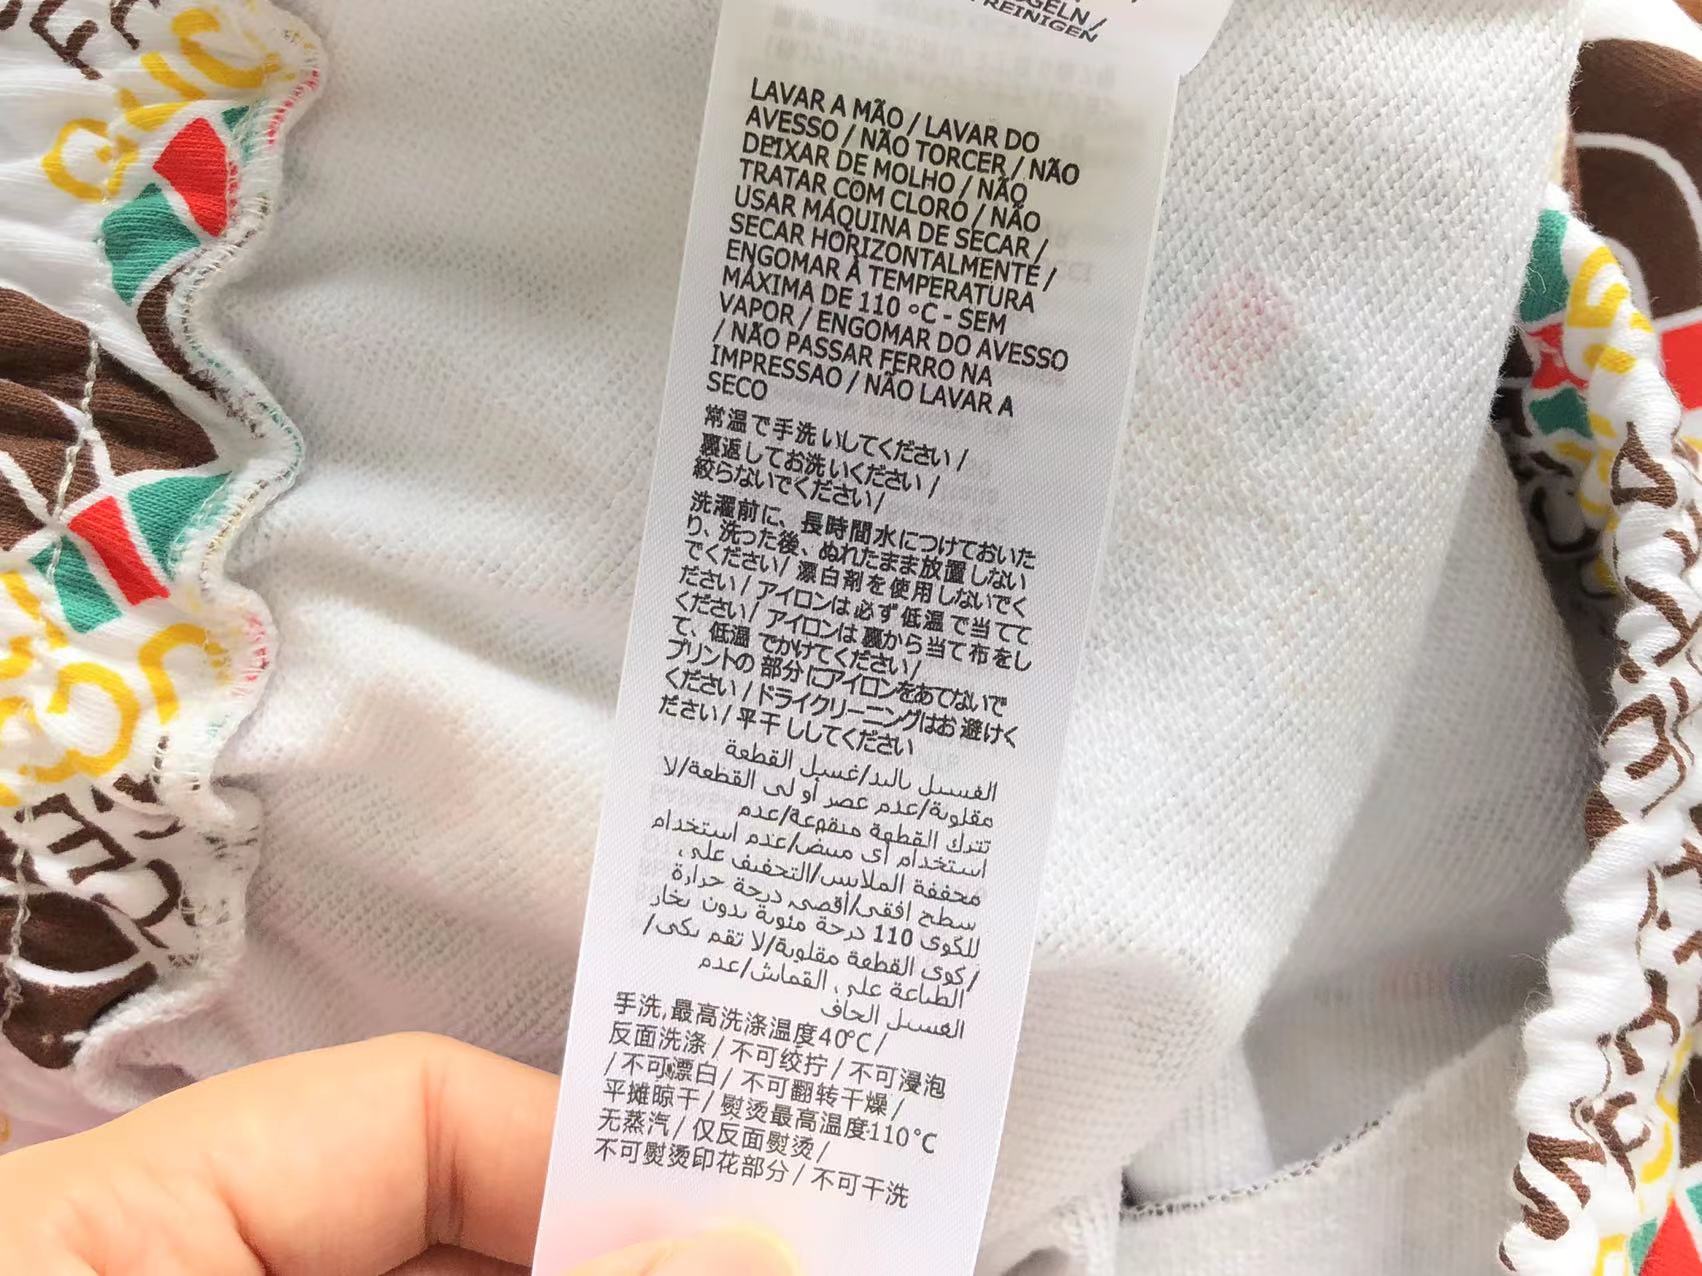 GELN /
REINIGEN
LAVAR A MÃO / LAVAR DO
AVESSO / NÃO TORCER / NÃO
DEIXAR DE MOLHO / NÃO
TRATAR COM CLORO / NÃO
USAR MÁQUINA DE SECAR /
SECAR HORIZONTALMENTE /
ENGOMAR À TEMPERATURA
MÁXIMA DE 110 °C - SEM
VAPOR / ENGOMAR DO AVESSO
/ NÃO PASSAR FERRO NA
IMPRESSAO / NÃO LAVAR A
SECO
常温で手洗いしてください /
裏返してお洗いください /
絞らないでください/
洗濯前に、長時間水につけておいた
り、洗った後、ぬれたまま放置しない
でください/ 漂白剤を使用しないでく
ださい / アイロンは必ず低温で当てて
ください/ アイロンは裏から当て布をし
て、低温 でかけてください/
プリントの 部分にアイロンをあてないで
ください / ドライクリーニングはお避けく
ださい / 平干ししてください
الغسيل باليد/غسيل القطعة
مقلوبة/عدم عصر أو لى القطعة/لا
تترك القطعة منقوعة/عدم
استخدام أى مبيض/عدم استخدام
مجففة الملابس/التجفيف على
سطح افقى/أقصى درجة حرارة
للكوى 110 درجة مئوية بدون بخار
/ كوى القطعة مقلوبة/لا تقم بكى/
الطباعة على القماش/عدم
الغسيل الجاف
手洗,最高洗涤温度40°C /
反面洗涤 / 不可绞拧 / 不可浸泡
/ 不可漂白 / 不可翻转干燥 /
平摊晾干 / 熨烫最高温度110°C
无蒸汽 / 仅反面熨烫 /
不可熨烫印花部分 / 不可干洗